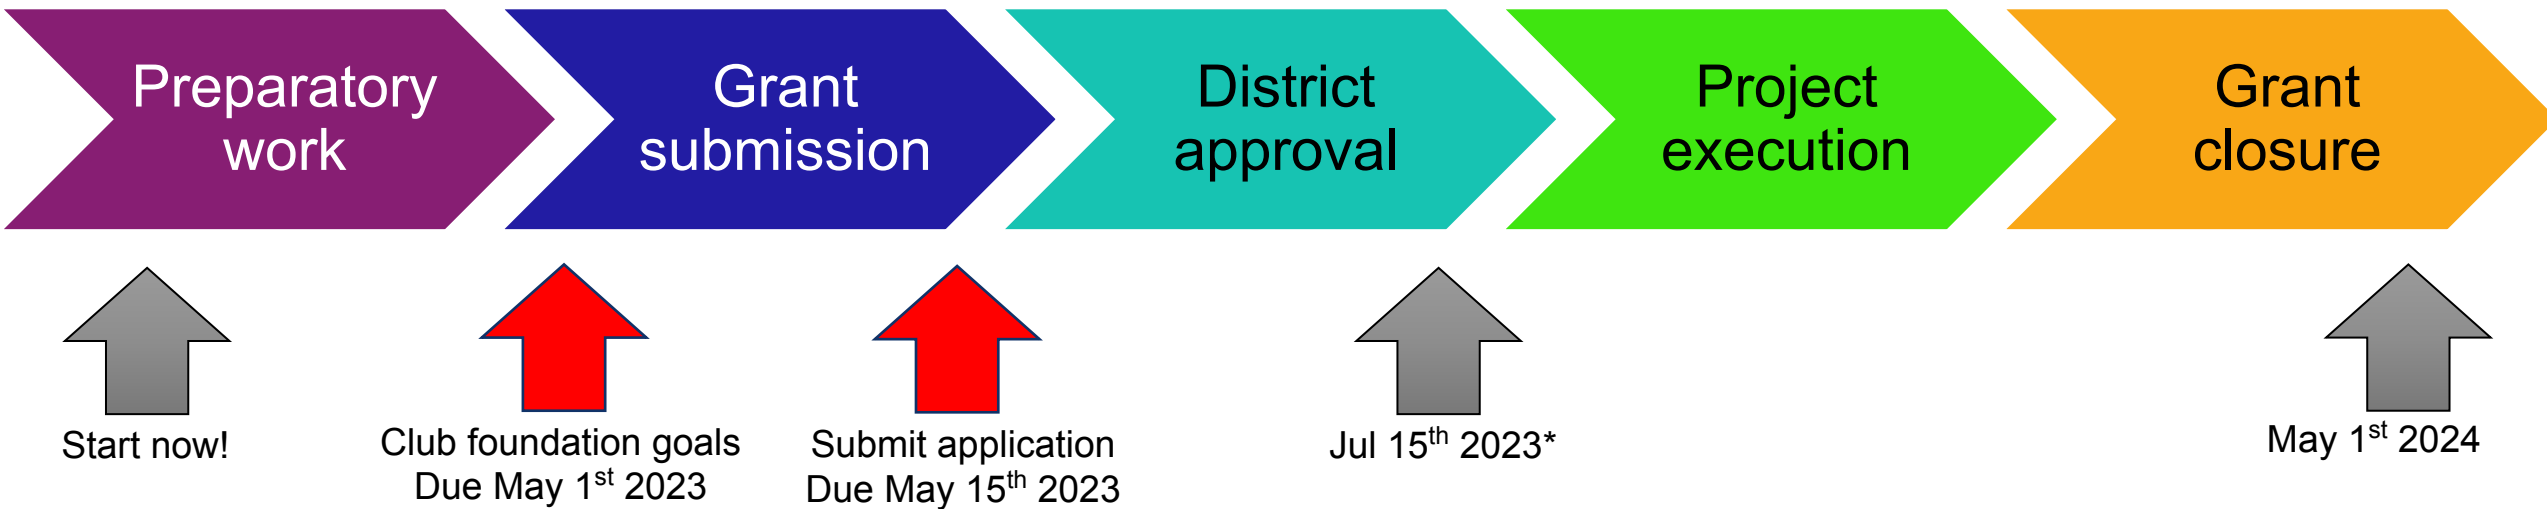 Preparatory
work
Grant
submission
District
approval
Project
execution
Grant
closure
Start now!
Club foundation goals
Due May 1st 2023
Submit application
Due May 15th 2023
Jul 15th 2023*
May 1st 2024